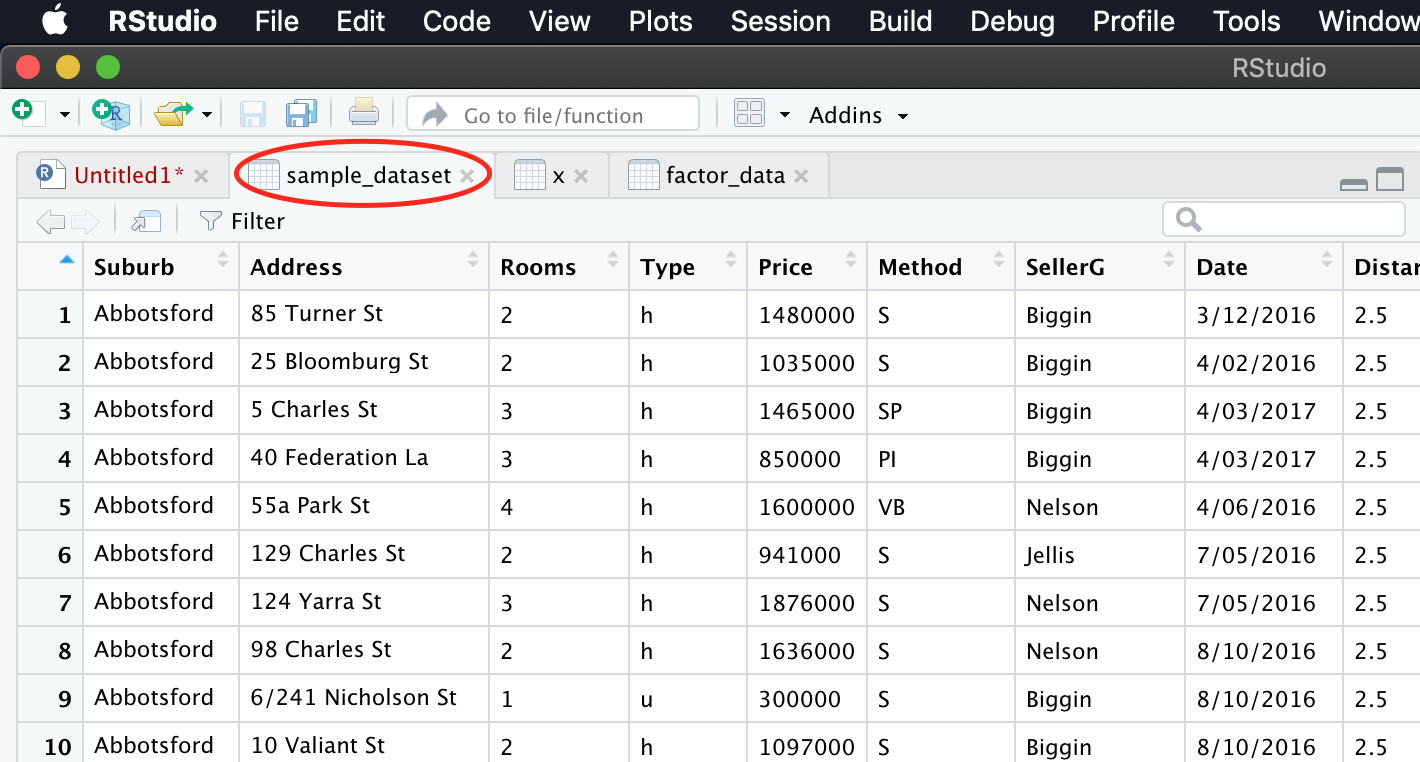 RStudio File Edit Code View Plots Session Build Debug Profile Tools Window
RStudio
Go to file/function Addins
Untitled1* sample_dataset x factor_data
Filter
Suburb Address Rooms Type Price Method SellerG Date Distan
1 Abbotsford 85 Turner St 2 h 1480000 S Biggin 3/12/2016 2.5
2 Abbotsford 25 Bloomburg St 2 h 1035000 S Biggin 4/02/2016 2.5
3 Abbotsford 5 Charles St 3 h 1465000 SP Biggin 4/03/2017 2.5
4 Abbotsford 40 Federation La 3 h 850000 PI Biggin 4/03/2017 2.5
5 Abbotsford 55a Park St 4 h 1600000 VB Nelson 4/06/2016 2.5
6 Abbotsford 129 Charles St 2 h 941000 S Jellis 7/05/2016 2.5
7 Abbotsford 124 Yarra St 3 h 1876000 S Nelson 7/05/2016 2.5
8 Abbotsford 98 Charles St 2 h 1636000 S Nelson 8/10/2016 2.5
9 Abbotsford 6/241 Nicholson St 1 u 300000 S Biggin 8/10/2016 2.5
10 Abbotsford 10 Valiant St 2 h 1097000 S Biggin 8/10/2016 2.5